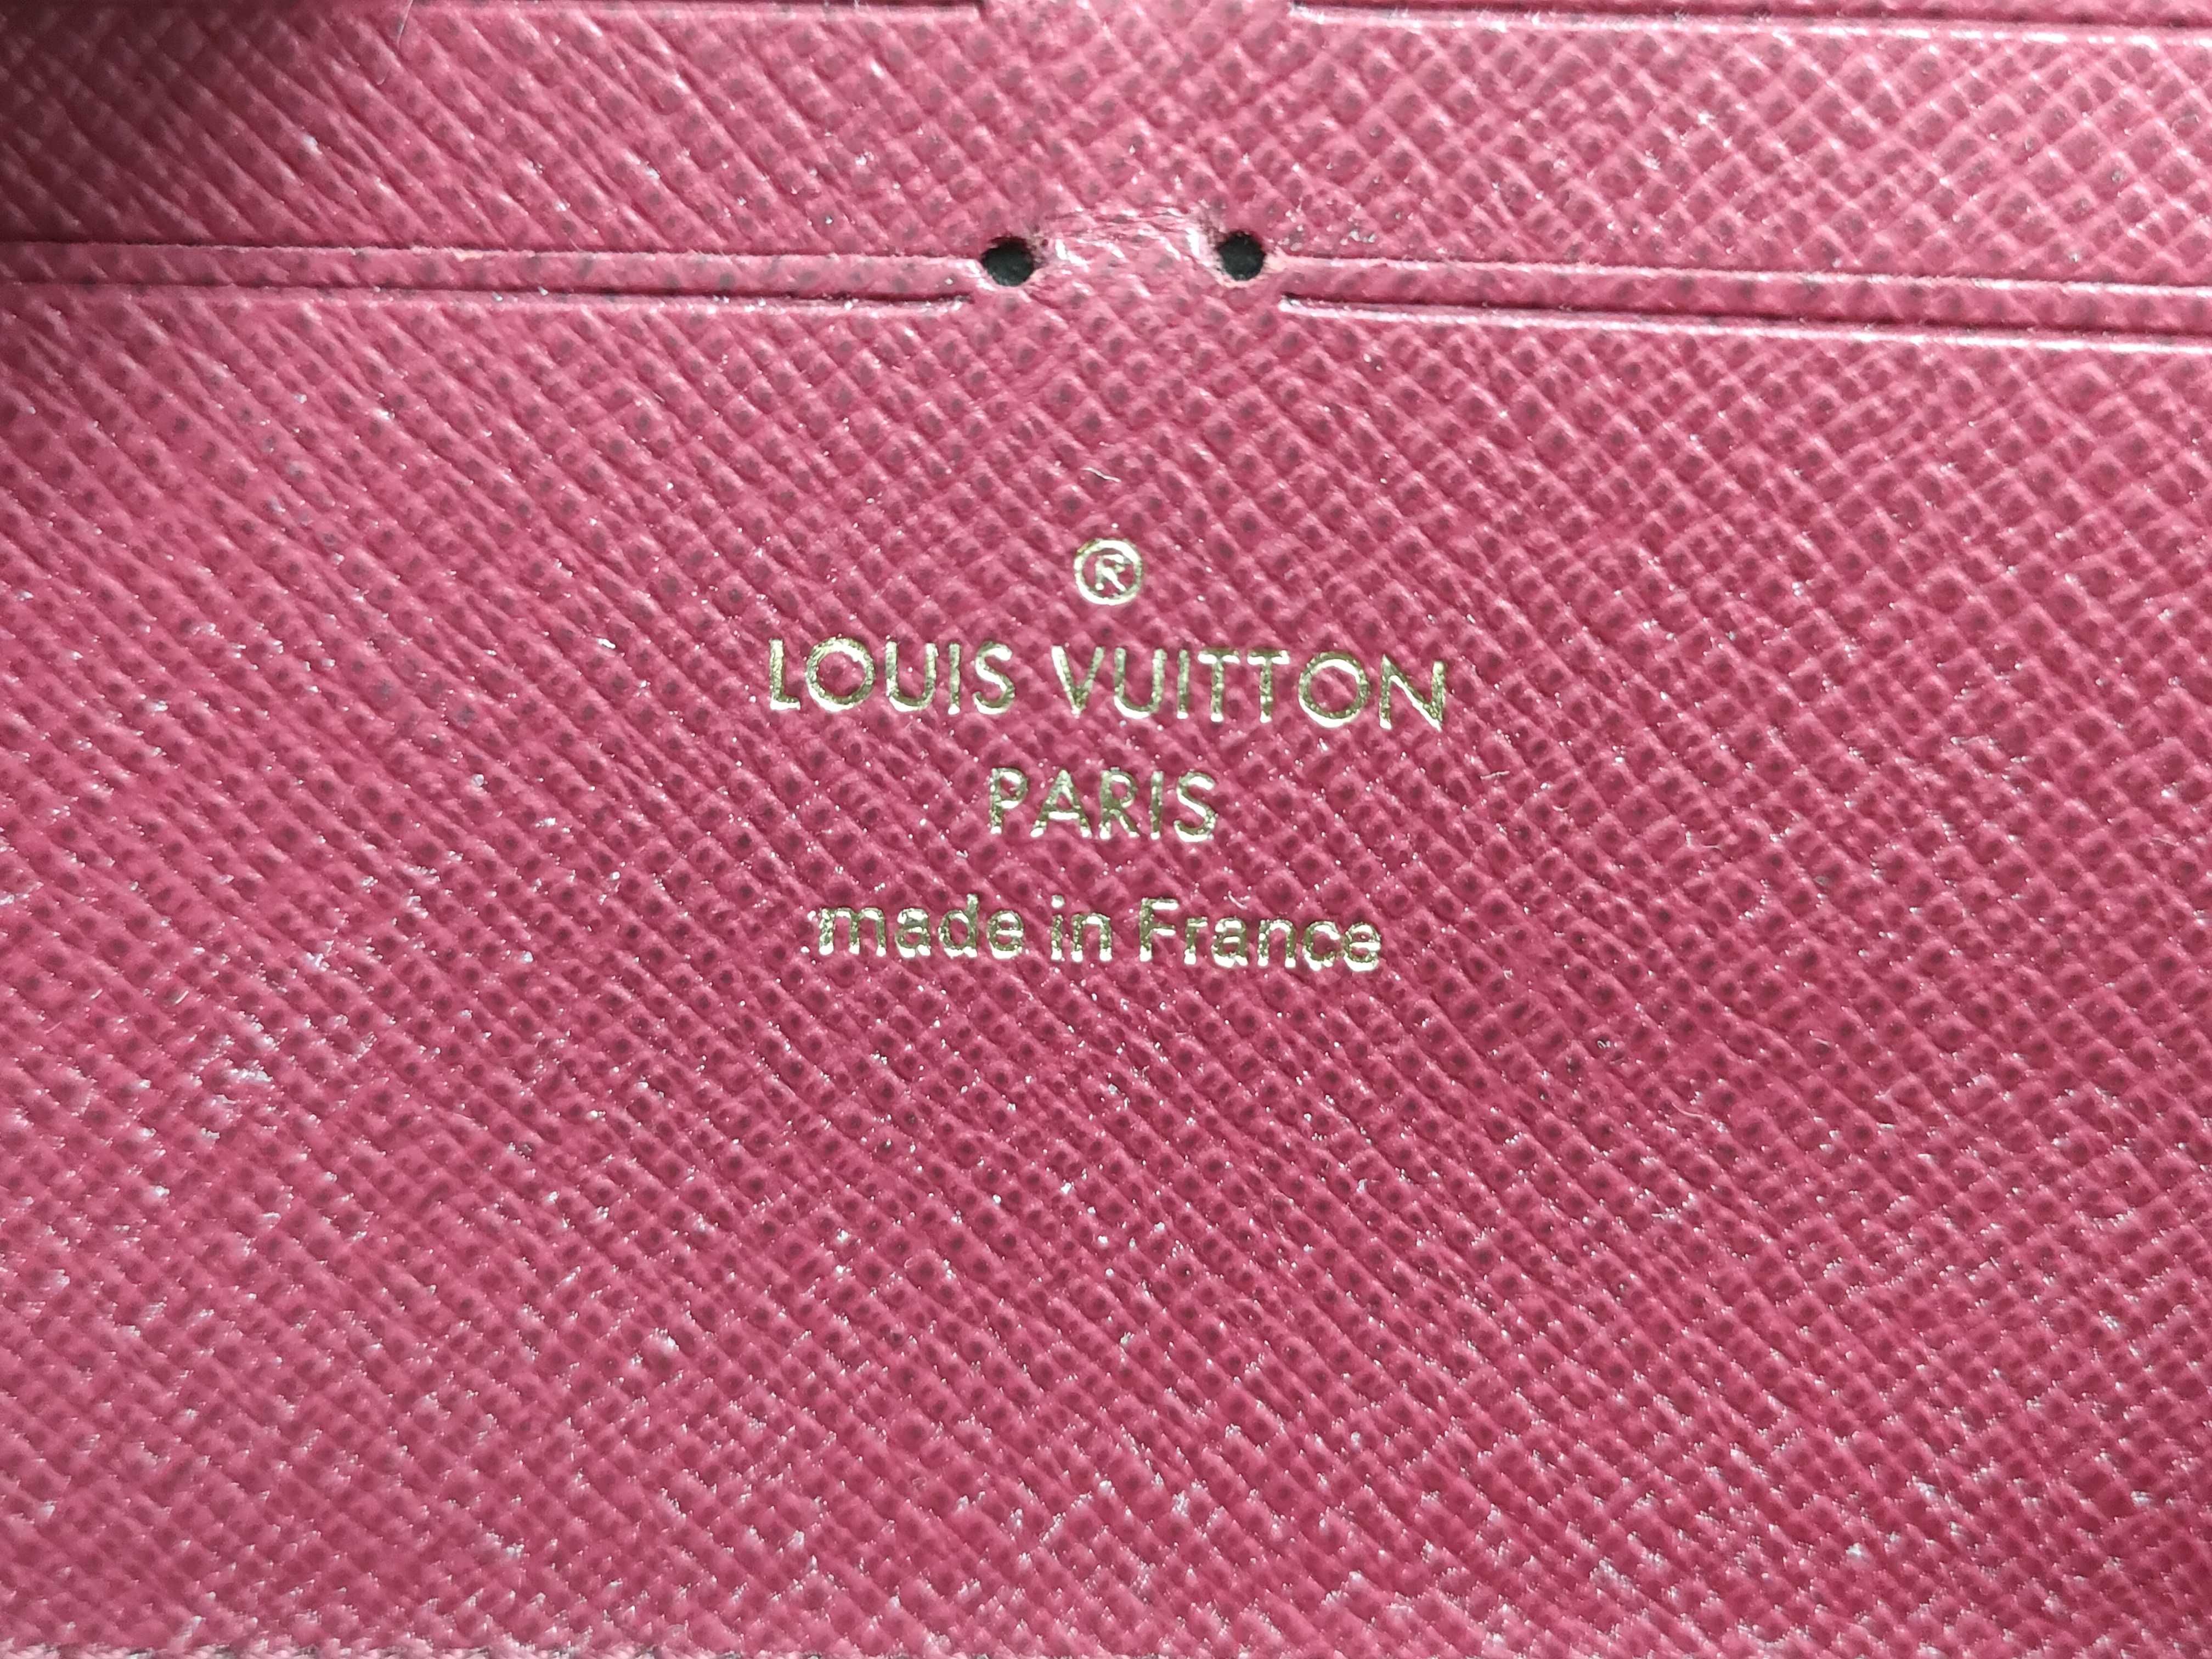 ®
LOUIS VUITTON
PARIS
made in France